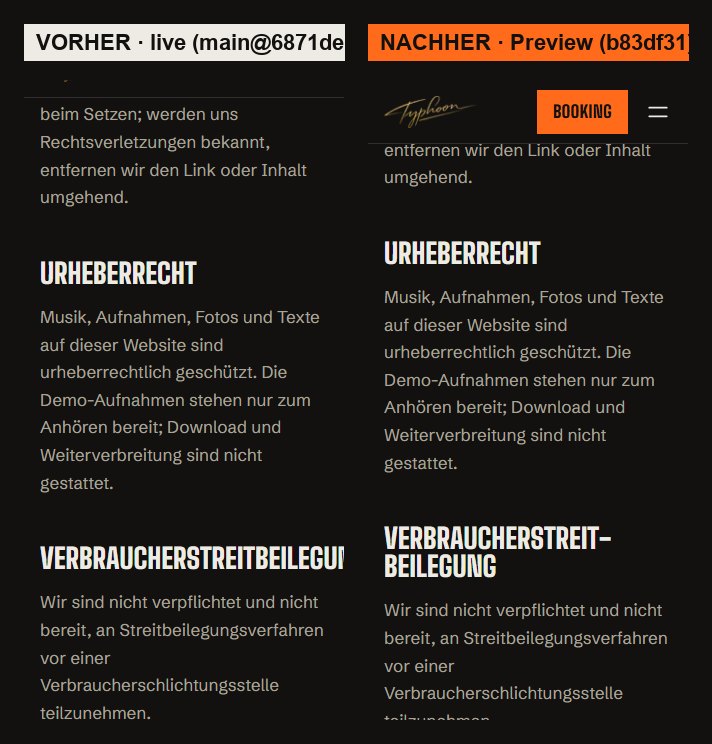 VORHER · live (main@6871de
beim Setzen; werden uns
Rechtsverletzungen bekannt,
entfernen wir den Link oder Inhalt
umgehend.
URHEBERRECHT
Musik, Aufnahmen, Fotos und Texte
auf dieser Website sind
urheberrechtlich geschützt. Die
Demo-Aufnahmen stehen nur zum
Anhören bereit; Download und
Weiterverbreitung sind nicht
gestattet.
VERBRAUCHERSTREITBEILEGUN
Wir sind nicht verpflichtet und nicht
bereit, an Streitbeilegungsverfahren
vor einer
Verbraucherschlichtungsstelle
teilzunehmen.
NACHHER · Preview (b83df31)
Typhoon
BOOKING
entfernen wir den Link oder Inhalt
umgehend.
URHEBERRECHT
Musik, Aufnahmen, Fotos und Texte
auf dieser Website sind
urheberrechtlich geschützt. Die
Demo-Aufnahmen stehen nur zum
Anhören bereit; Download und
Weiterverbreitung sind nicht
gestattet.
VERBRAUCHERSTREIT-
BEILEGUNG
Wir sind nicht verpflichtet und nicht
bereit, an Streitbeilegungsverfahren
vor einer
Verbraucherschlichtungsstelle
teilzunehmen.